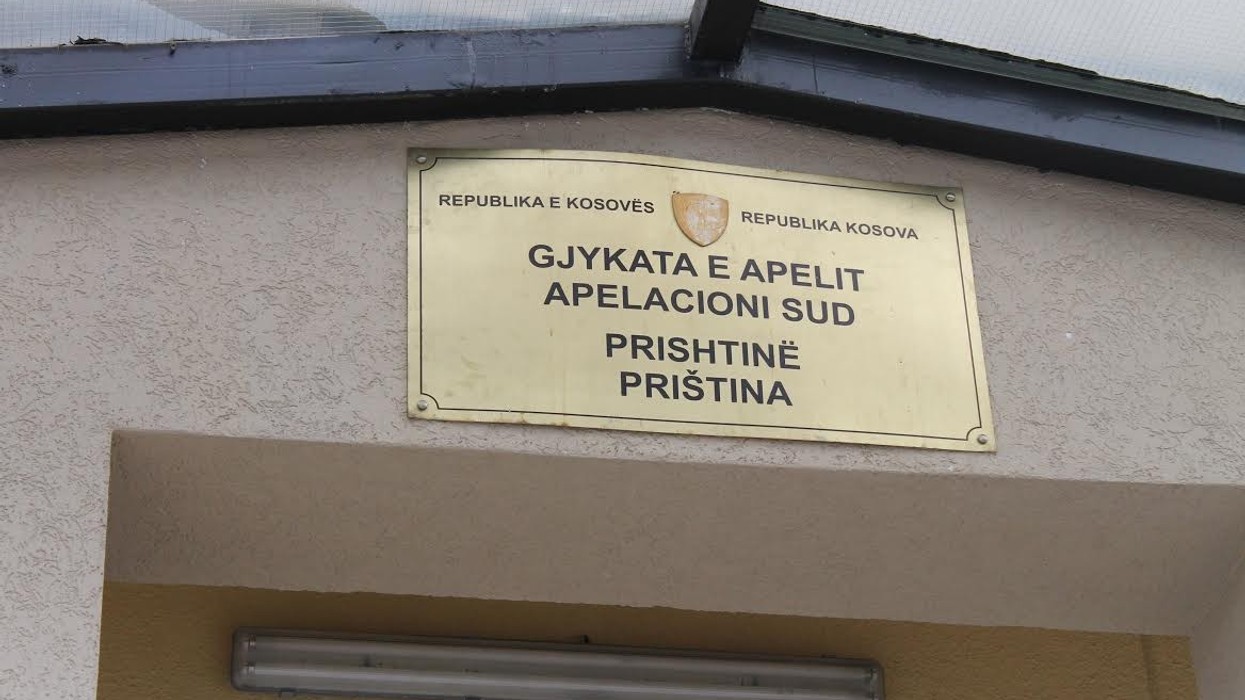 REPUBLIKA E KOSOVËS REPUBLIKA KOSOVA
GJYKATA E APELIT
APELACIONI SUD
PRISHTINË
PRIŠTINA